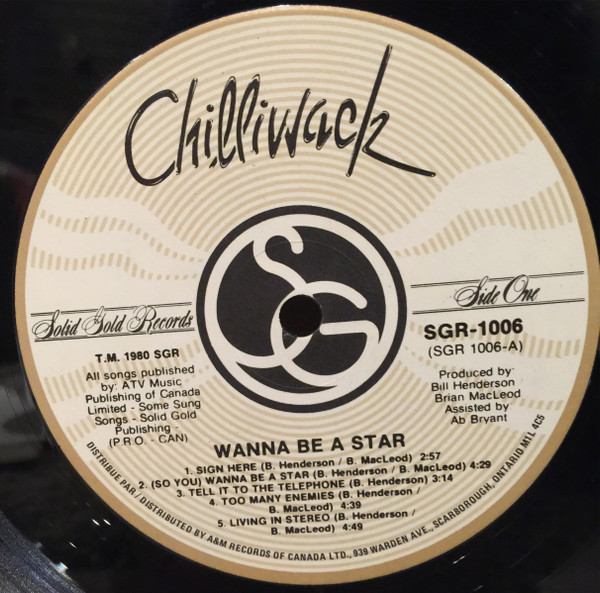 Chilliwack
SG
Solid Gold Records
T.M. 1980 SGR
All songs published
by: ATV Music
Publishing of Canada
Limited - Some Sung
Songs - Solid Gold
Publishing -
(P.R.O. - CAN)
Side One
SGR-1006
(SGR 1006-A)
Produced by:
Bill Henderson
Brian MacLeod
Assisted by
Ab Bryant
WANNA BE A STAR
1. SIGN HERE (B. Henderson / B. MacLeod) 2:57
2. (SO YOU) WANNA BE A STAR (B. Henderson / B. MacLeod) 4:29
3. TELL IT TO THE TELEPHONE (B. Henderson) 3:14
4. TOO MANY ENEMIES (B. Henderson /
B. MacLeod) 4:39
5. LIVING IN STEREO (B. Henderson /
B. MacLeod) 4:49
DISTRIBUE PAR / DISTRIBUTED BY A&M RECORDS OF CANADA LTD., 939 WARDEN AVE., SCARBOROUGH, ONTARIO M1L 4C5